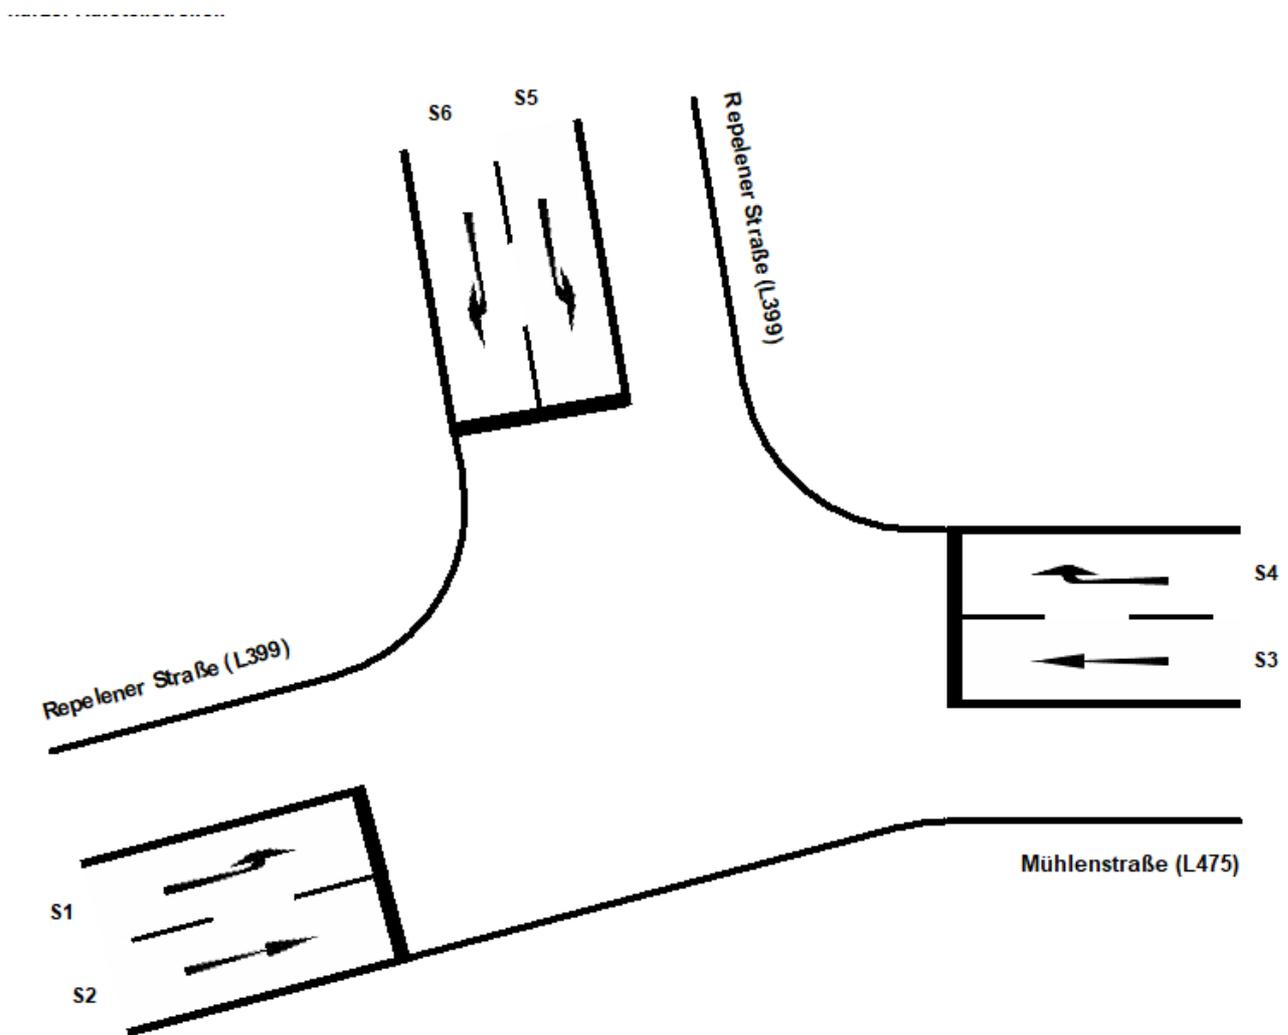 S6
S5
Repelener Straße (L399)
S4
S3
Repelener Straße (L399)
Mühlenstraße (L475)
S1
S2